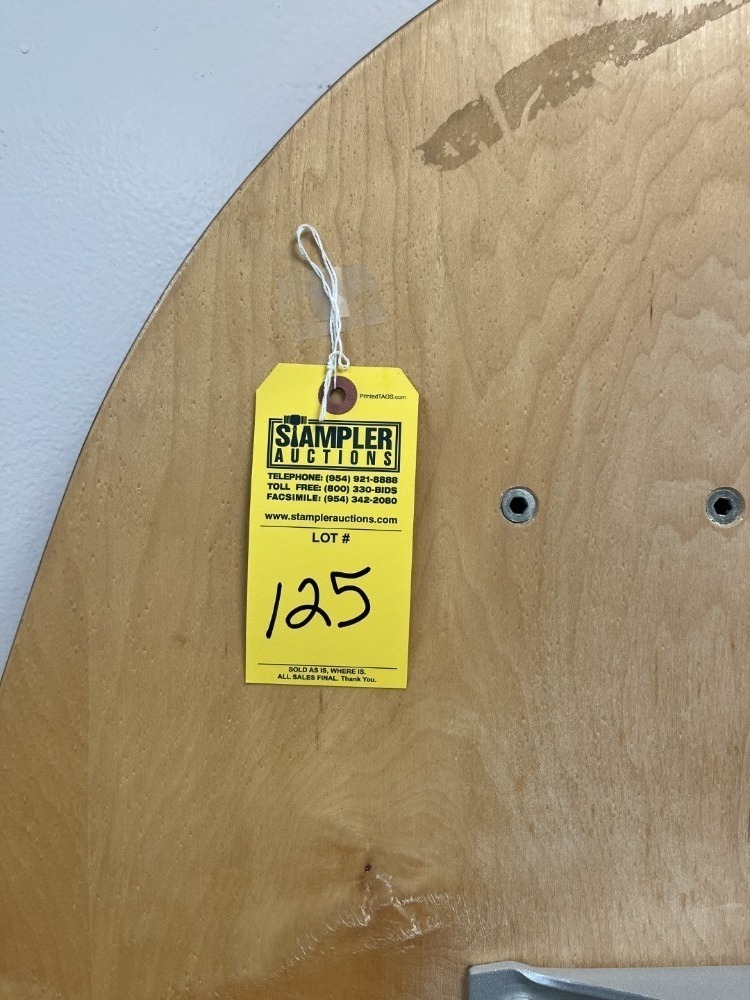 PrintedTAGS.com
STAMPLER
AUCTIONS
TELEPHONE: (954) 921-8888
TOLL FREE: (800) 330-BIDS
FACSIMILE: (954) 342-2080
www.stamplerauctions.com
LOT #
125
SOLD AS IS, WHERE IS.
ALL SALES FINAL. Thank You.